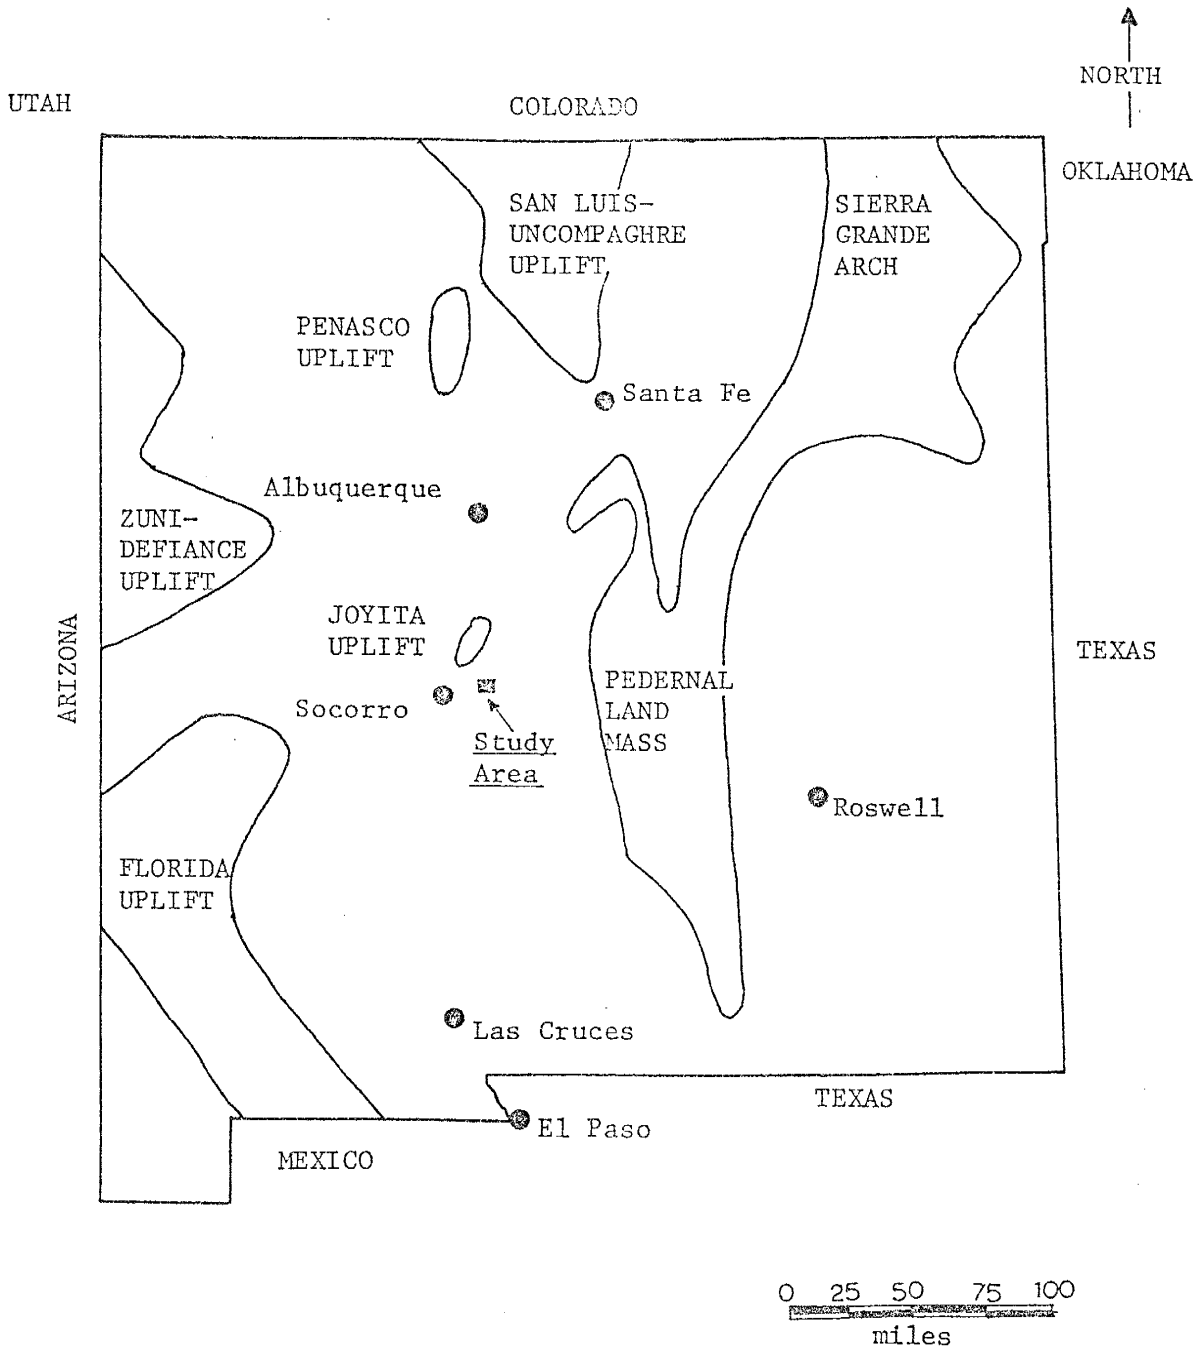 NORTH
UTAH
COLORADO
OKLAHOMA
SAN LUIS-
UNCOMPAGHRE
UPLIFT
SIERRA
GRANDE
ARCH
PENASCO
UPLIFT
Santa Fe
Albuquerque
ZUNI-
DEFIANCE
UPLIFT
JOYITA
UPLIFT
ARIZONA
TEXAS
PEDERNAL
LAND
MASS
Socorro
Study
Area
Roswell
FLORIDA
UPLIFT
Las Cruces
TEXAS
El Paso
MEXICO
0 25 50 75 100
miles